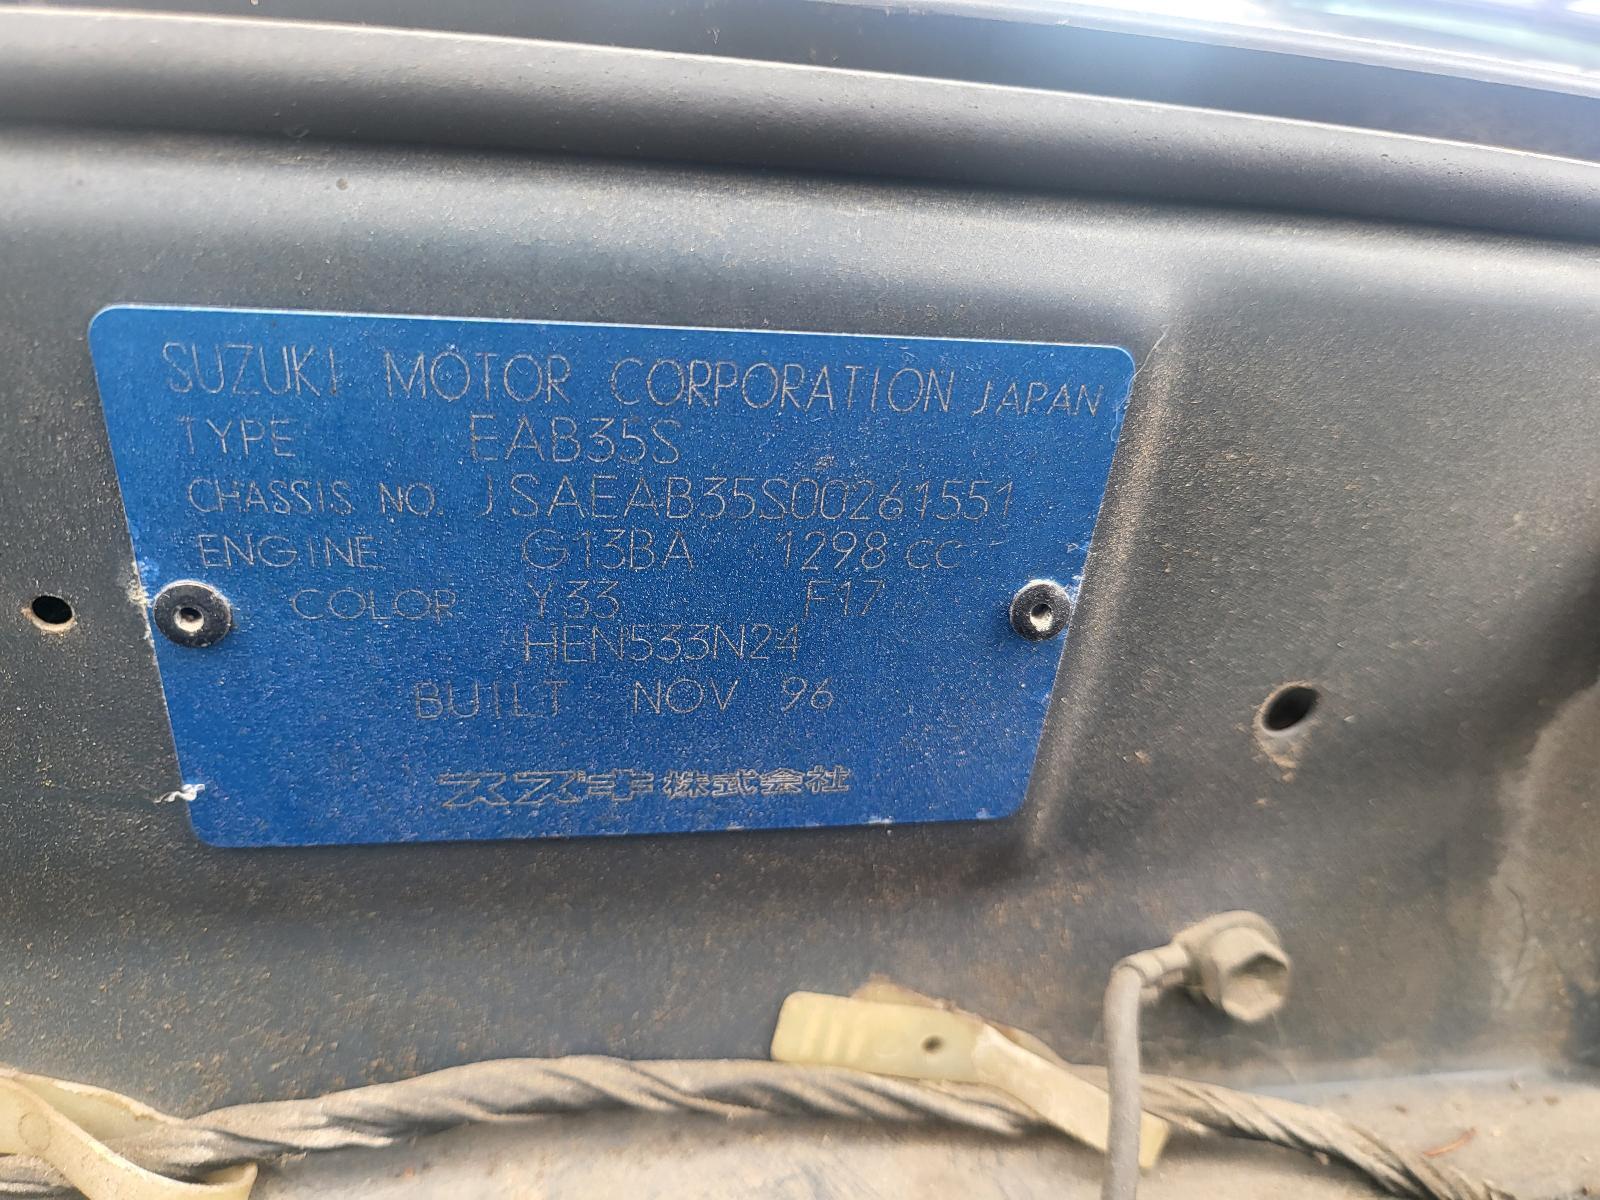 SUZUKI MOTOR CORPORATION JAPAN
TYPE EAB35S
CHASSIS NO. JSAEAB35S00261551
ENGINE G13BA 1298 CC
COLOR Y33 F17
HEN533N24
BUILT NOV 96
スズキ株式会社